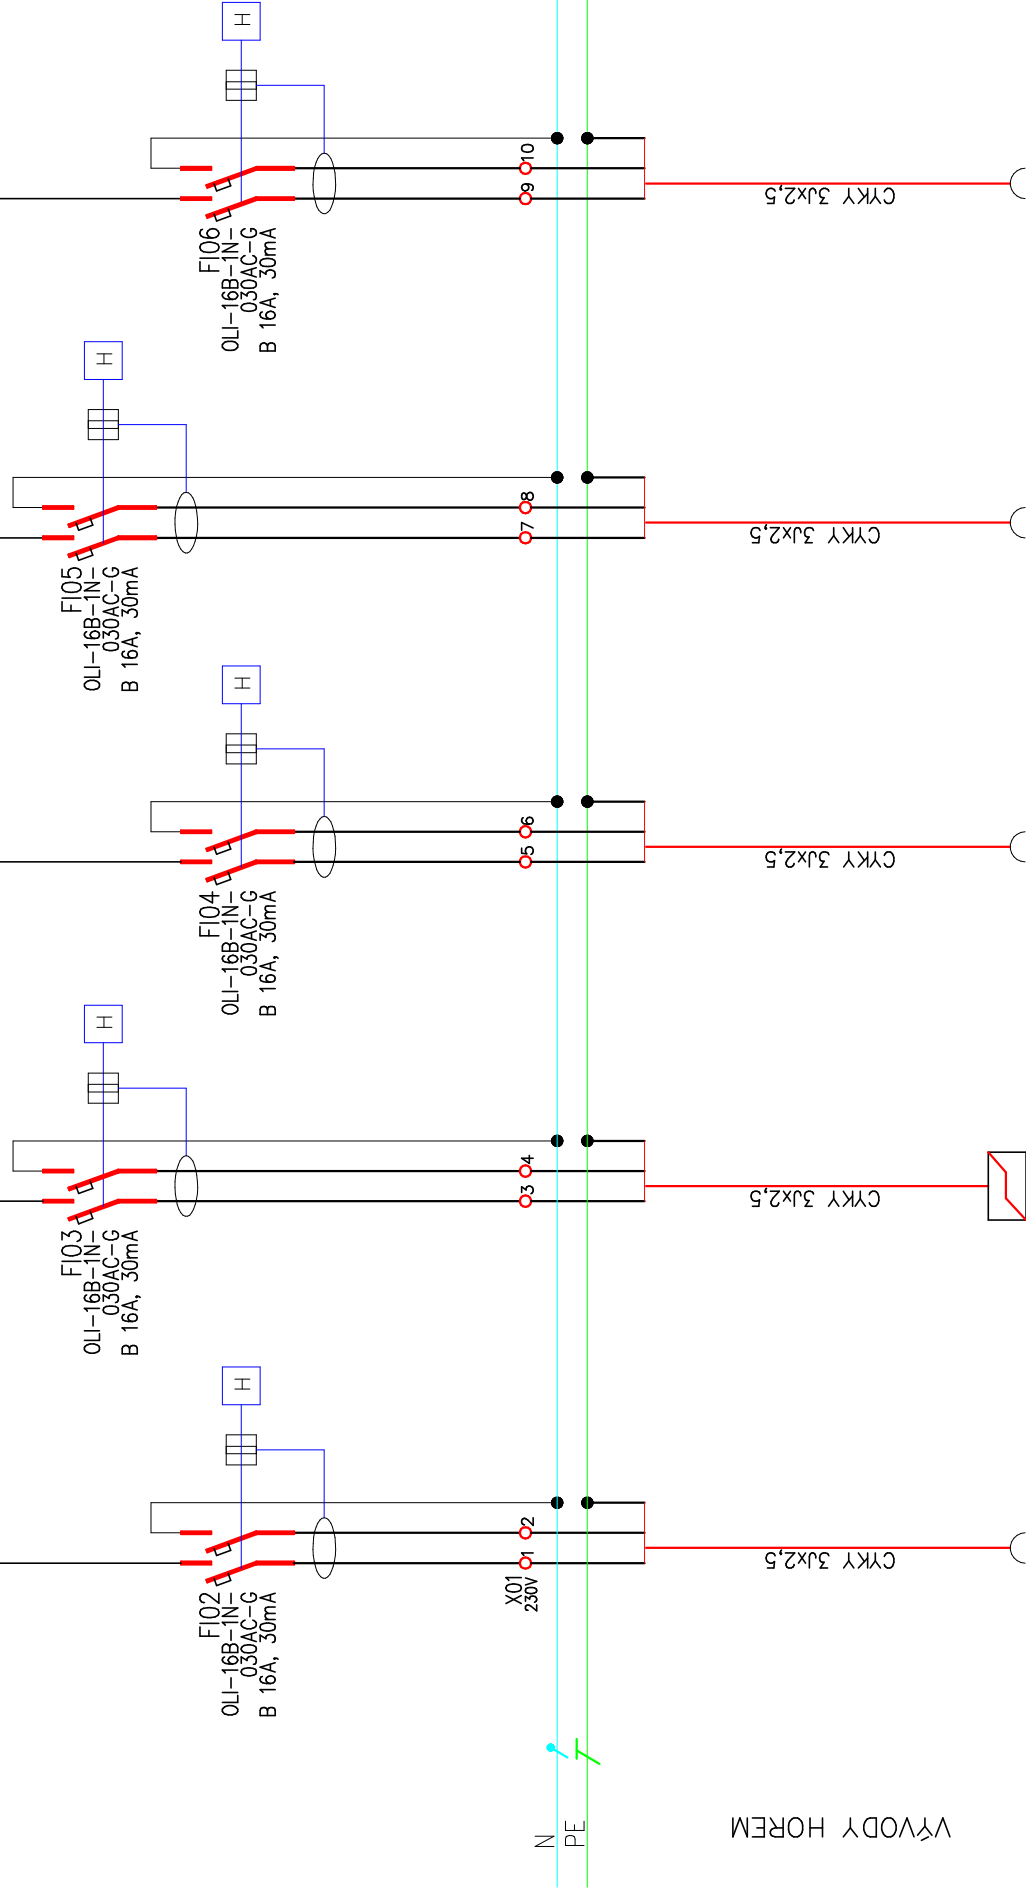 H
FI06
OLI-16B-1N-
030AC-G
B 16A, 30mA
10
9
CYKY 3Jx2,5
H
FI05
OLI-16B-1N-
030AC-G
B 16A, 30mA
8
7
CYKY 3Jx2,5
H
FI04
OLI-16B-1N-
030AC-G
B 16A, 30mA
6
5
CYKY 3Jx2,5
H
FI03
OLI-16B-1N-
030AC-G
B 16A, 30mA
4
3
CYKY 3Jx2,5
H
FI02
OLI-16B-1N-
030AC-G
B 16A, 30mA
2
1
X01
230V
CYKY 3Jx2,5
N
PE
VÝVODY HOREM